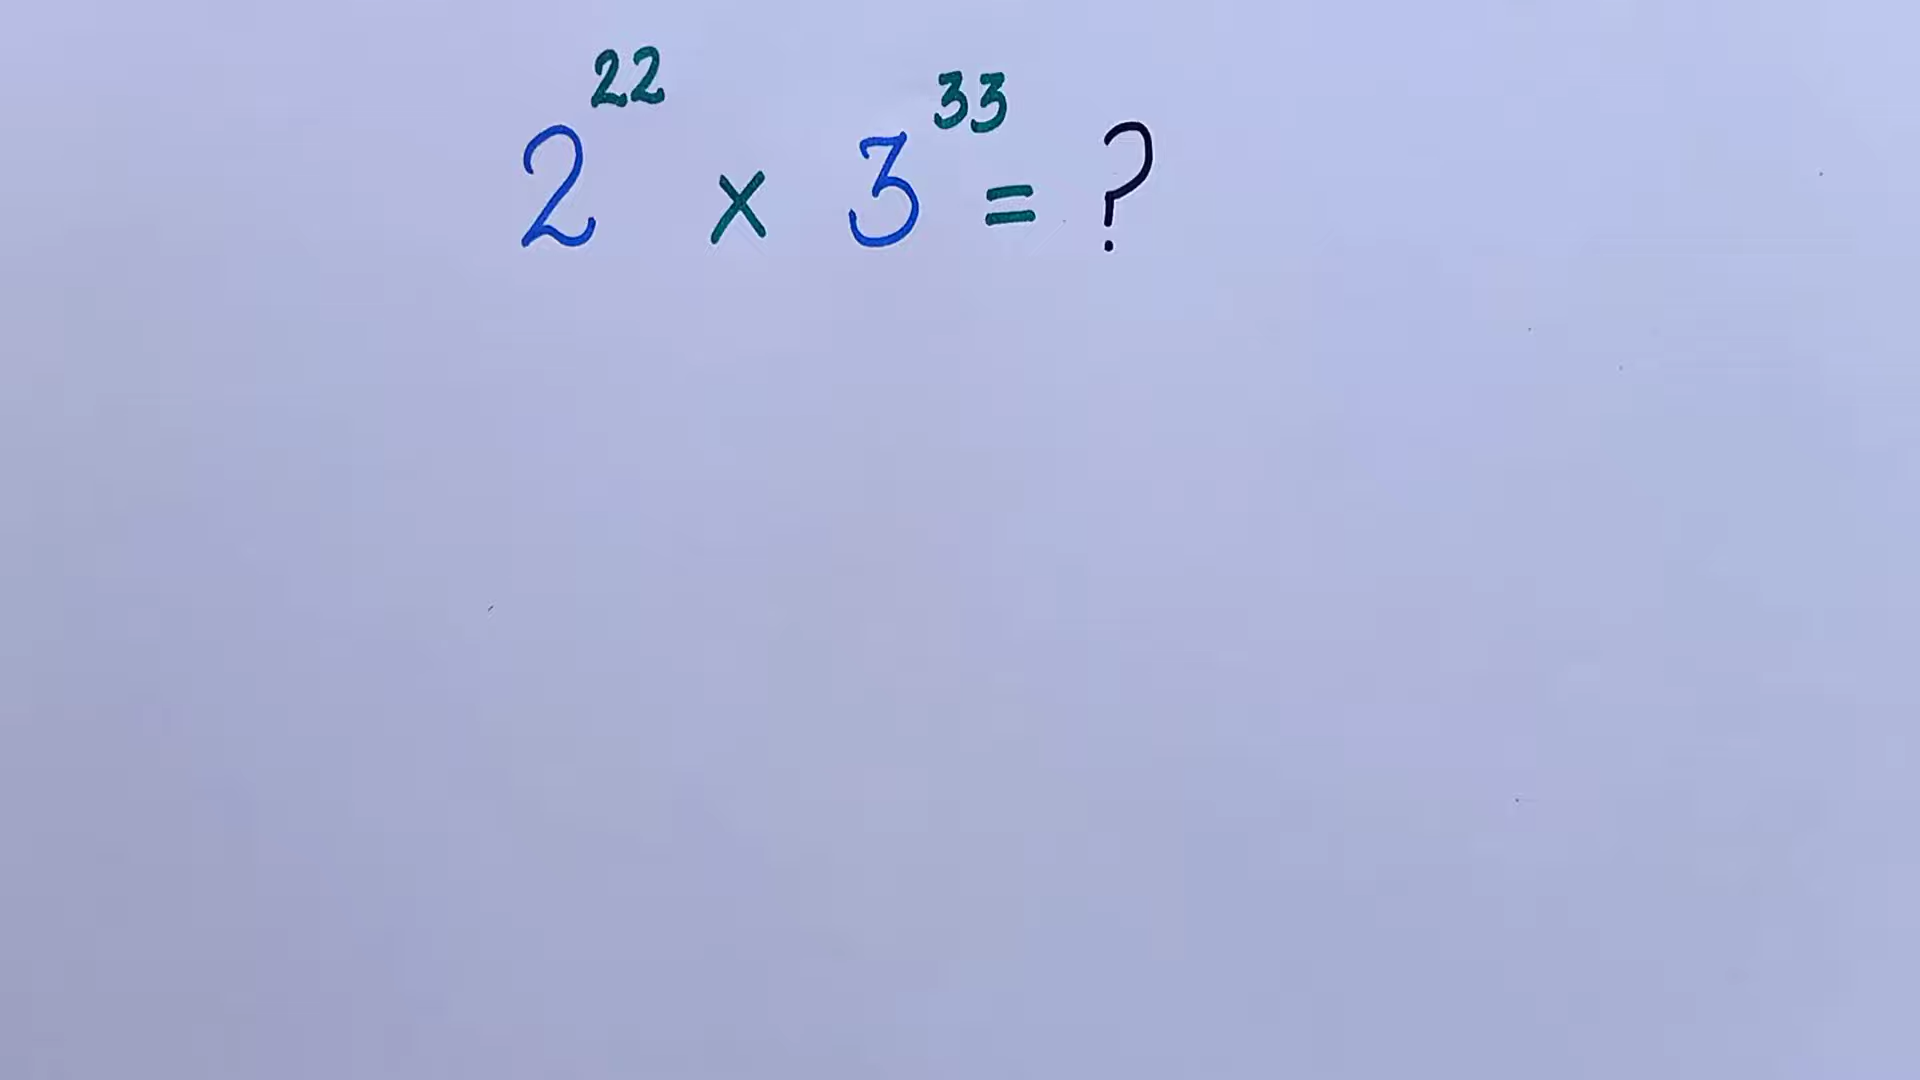 2²² × 3³³ = ?